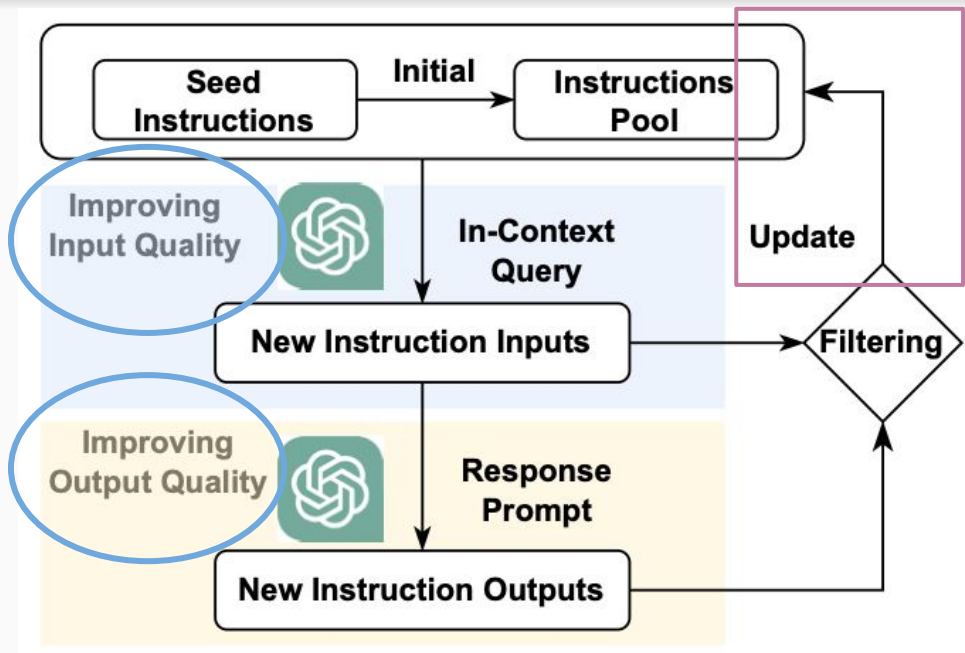 Seed
Instructions
Initial
Instructions
Pool
Improving
Input Quality
In-Context
Query
Update
New Instruction Inputs
Filtering
Improving
Output Quality
Response
Prompt
New Instruction Outputs